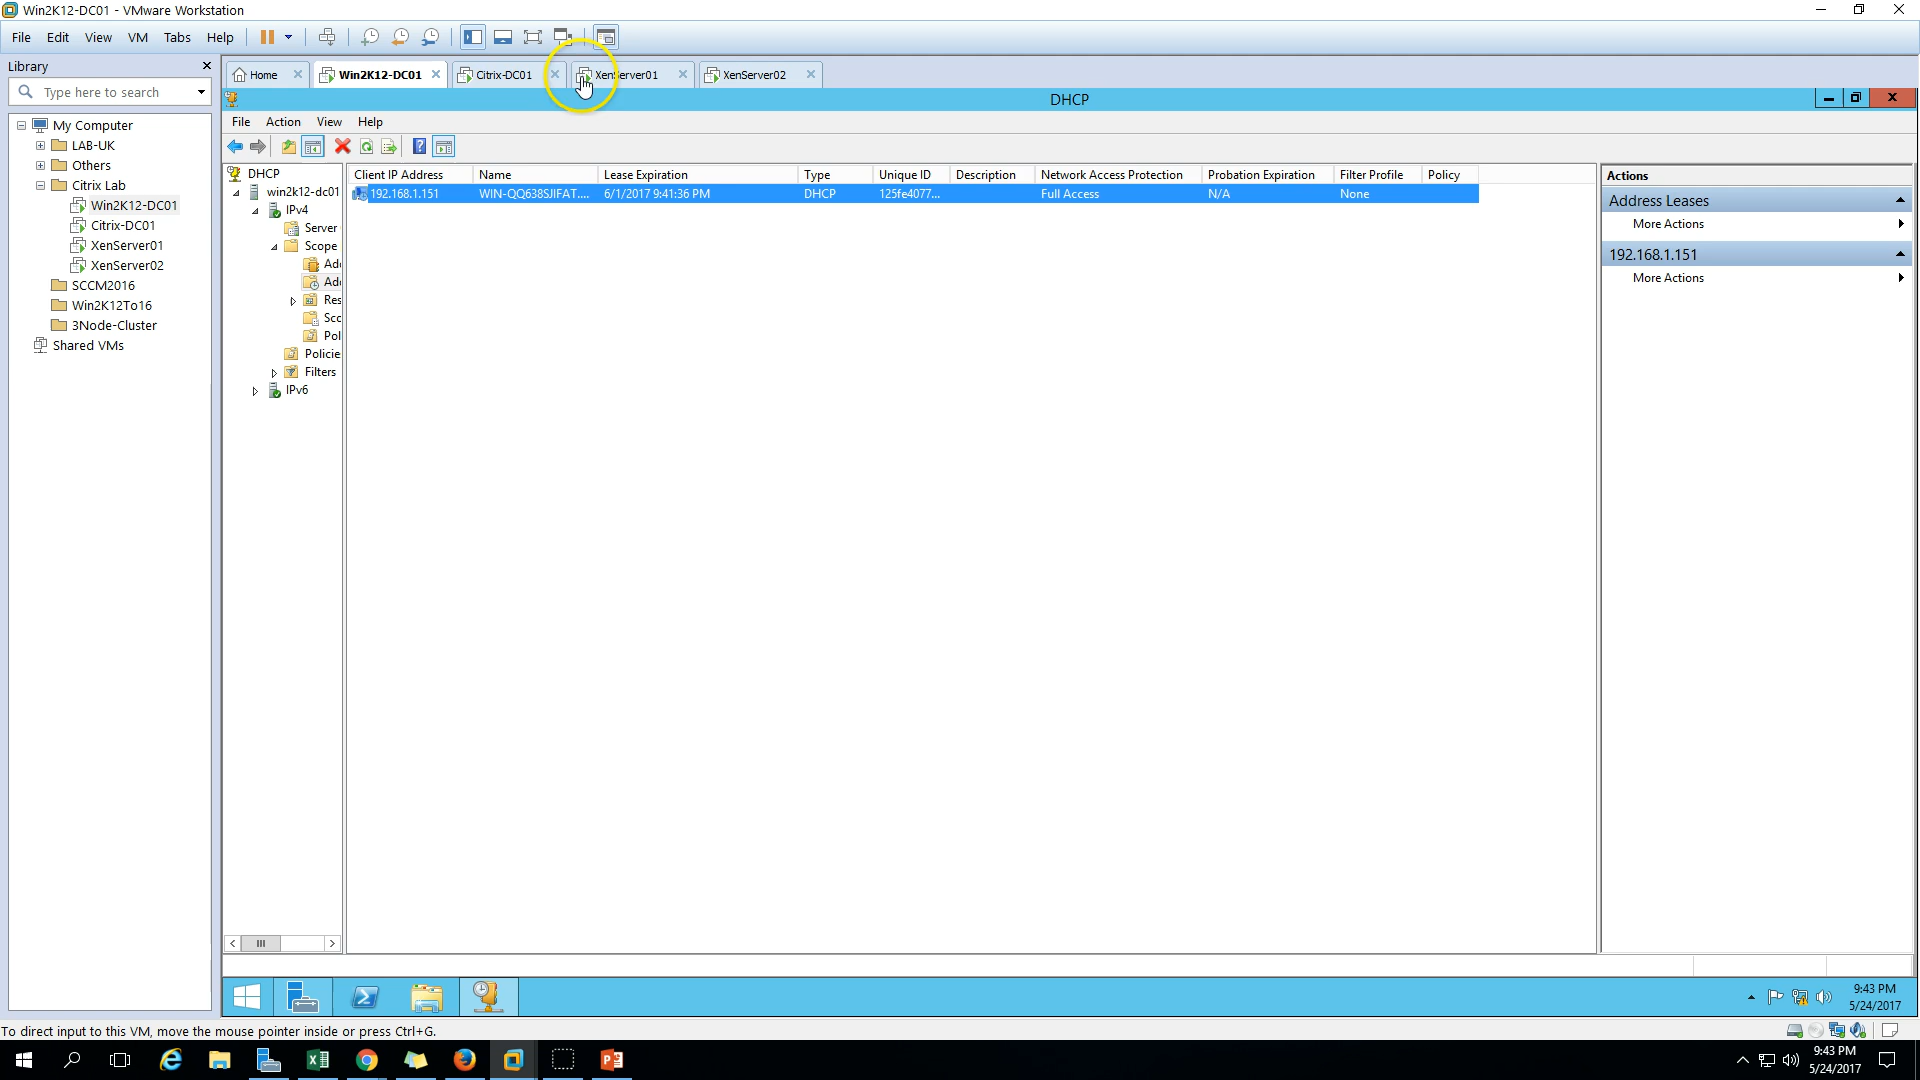 Win2K12-DC01 - VMware Workstation
File Edit View VM Tabs Help
Library
Type here to search
My Computer
LAB-UK
Others
Citrix Lab
Win2K12-DC01
Citrix-DC01
XenServer01
XenServer02
SCCM2016
Win2K12To16
3Node-Cluster
Shared VMs
Home Win2K12-DC01 Citrix-DC01 XenServer01 XenServer02
DHCP
File Action View Help
DHCP
win2k12-dc01
IPv4
Server
Scope
Add
Add
Res
Sco
Pol
Policie
Filters
IPv6
Client IP Address Name Lease Expiration Type Unique ID Description Network Access Protection Probation Expiration Filter Profile Policy
192.168.1.151 WIN-QQ638SJIFAT.... 6/1/2017 9:41:36 PM DHCP 125fe4077... Full Access N/A None
Actions
Address Leases
More Actions
192.168.1.151
More Actions
9:43 PM
5/24/2017
To direct input to this VM, move the mouse pointer inside or press Ctrl+G.
9:43 PM
5/24/2017